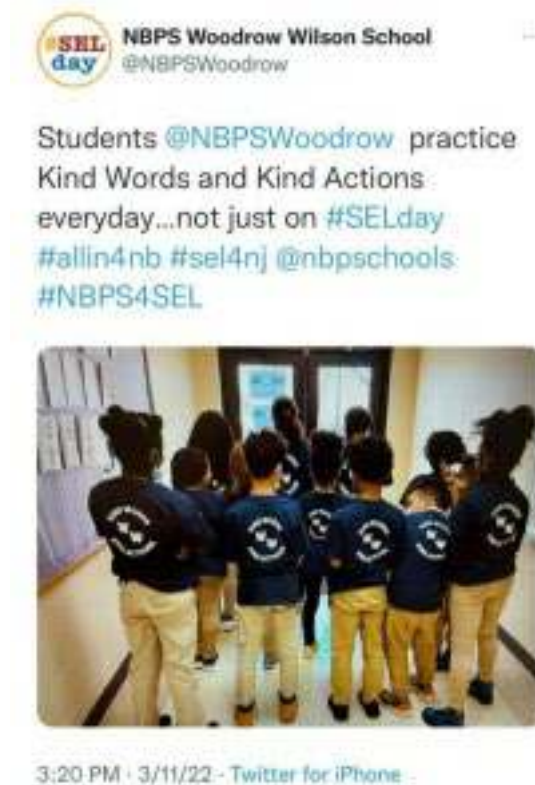 #SEL
day
NBPS Woodrow Wilson School
@NBPSWoodrow
Students @NBPSWoodrow practice
Kind Words and Kind Actions
everyday...not just on #SELday
#allin4nb #sel4nj @nbpschools
#NBPS4SEL
3:20 PM · 3/11/22 · Twitter for iPhone